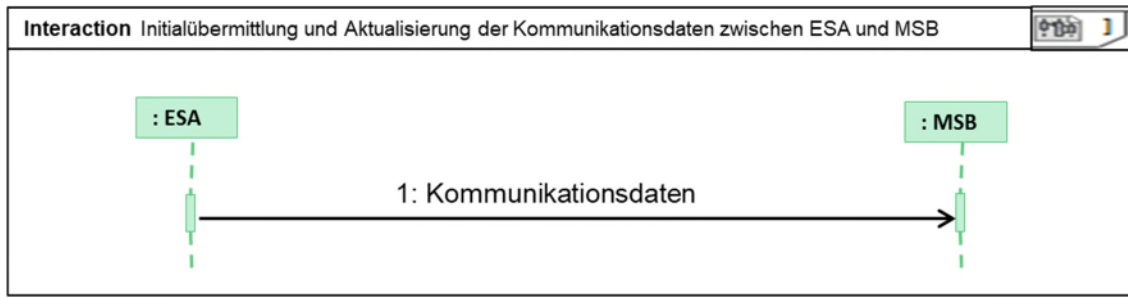 Interaction Initialübermittlung und Aktualisierung der Kommunikationsdaten zwischen ESA und MSB
: ESA
: MSB
1: Kommunikationsdaten